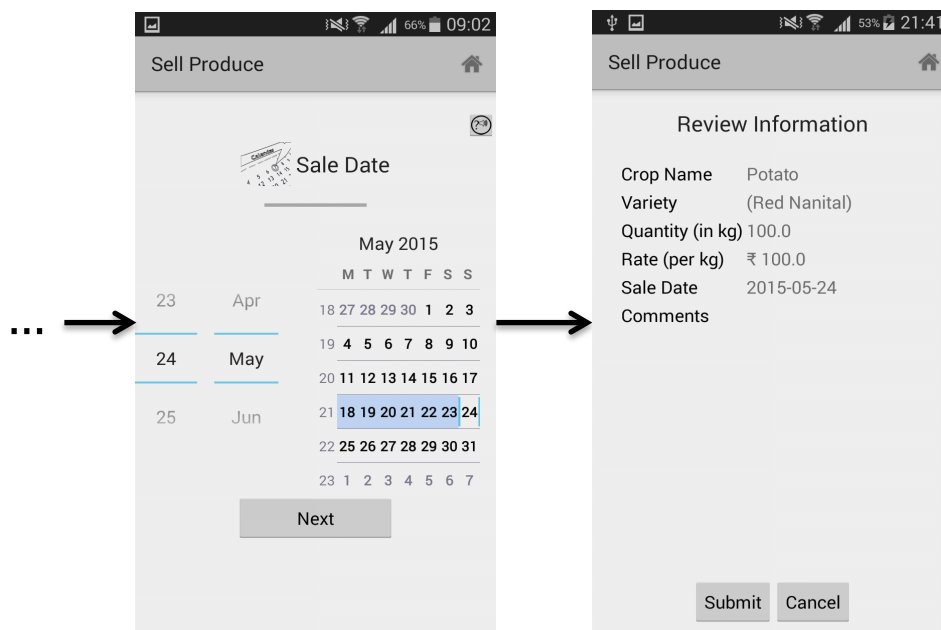 66% 09:02
Sell Produce
Calendar
Sale Date
May 2015
M T W T F S S
18 27 28 29 30 1 2 3
19 4 5 6 7 8 9 10
20 11 12 13 14 15 16 17
21 18 19 20 21 22 23 24
22 25 26 27 28 29 30 31
23 1 2 3 4 5 6 7
23 Apr
24 May
25 Jun
Next
...
53% 21:41
Sell Produce
Review Information
Crop Name Potato
Variety (Red Nanital)
Quantity (in kg) 100.0
Rate (per kg) ₹ 100.0
Sale Date 2015-05-24
Comments
Submit Cancel